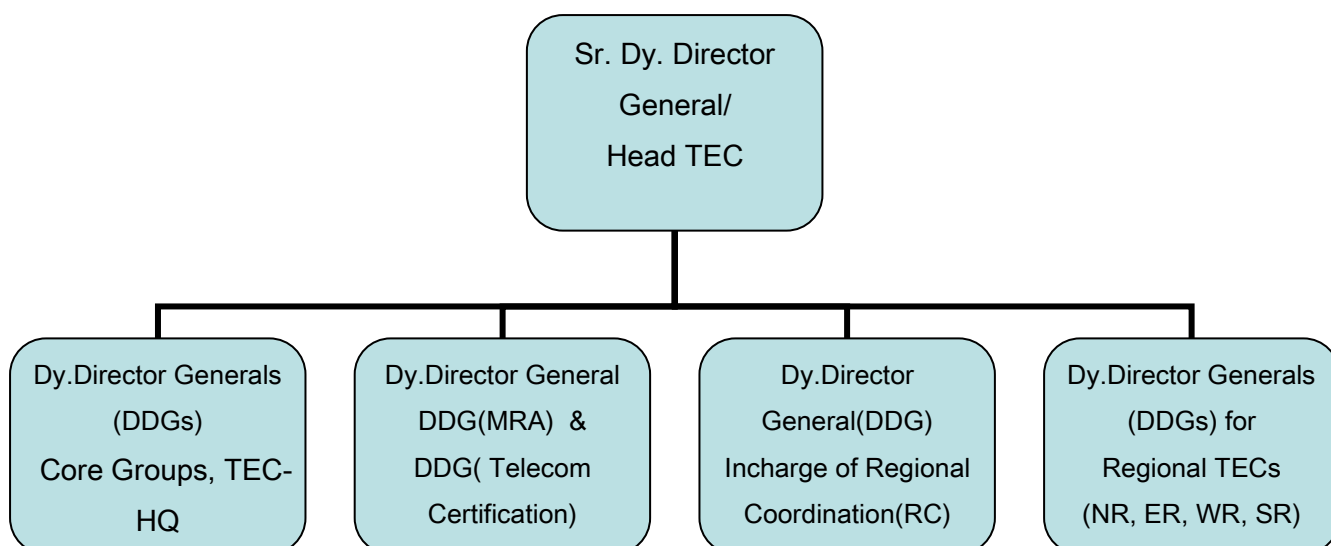 Sr. Dy. Director
General/
Head TEC
Dy.Director Generals
(DDGs)
Core Groups, TEC-
HQ
Dy.Director General
DDG(MRA) &
DDG( Telecom
Certification)
Dy.Director
General(DDG)
Incharge of Regional
Coordination(RC)
Dy.Director Generals
(DDGs) for
Regional TECs
(NR, ER, WR, SR)